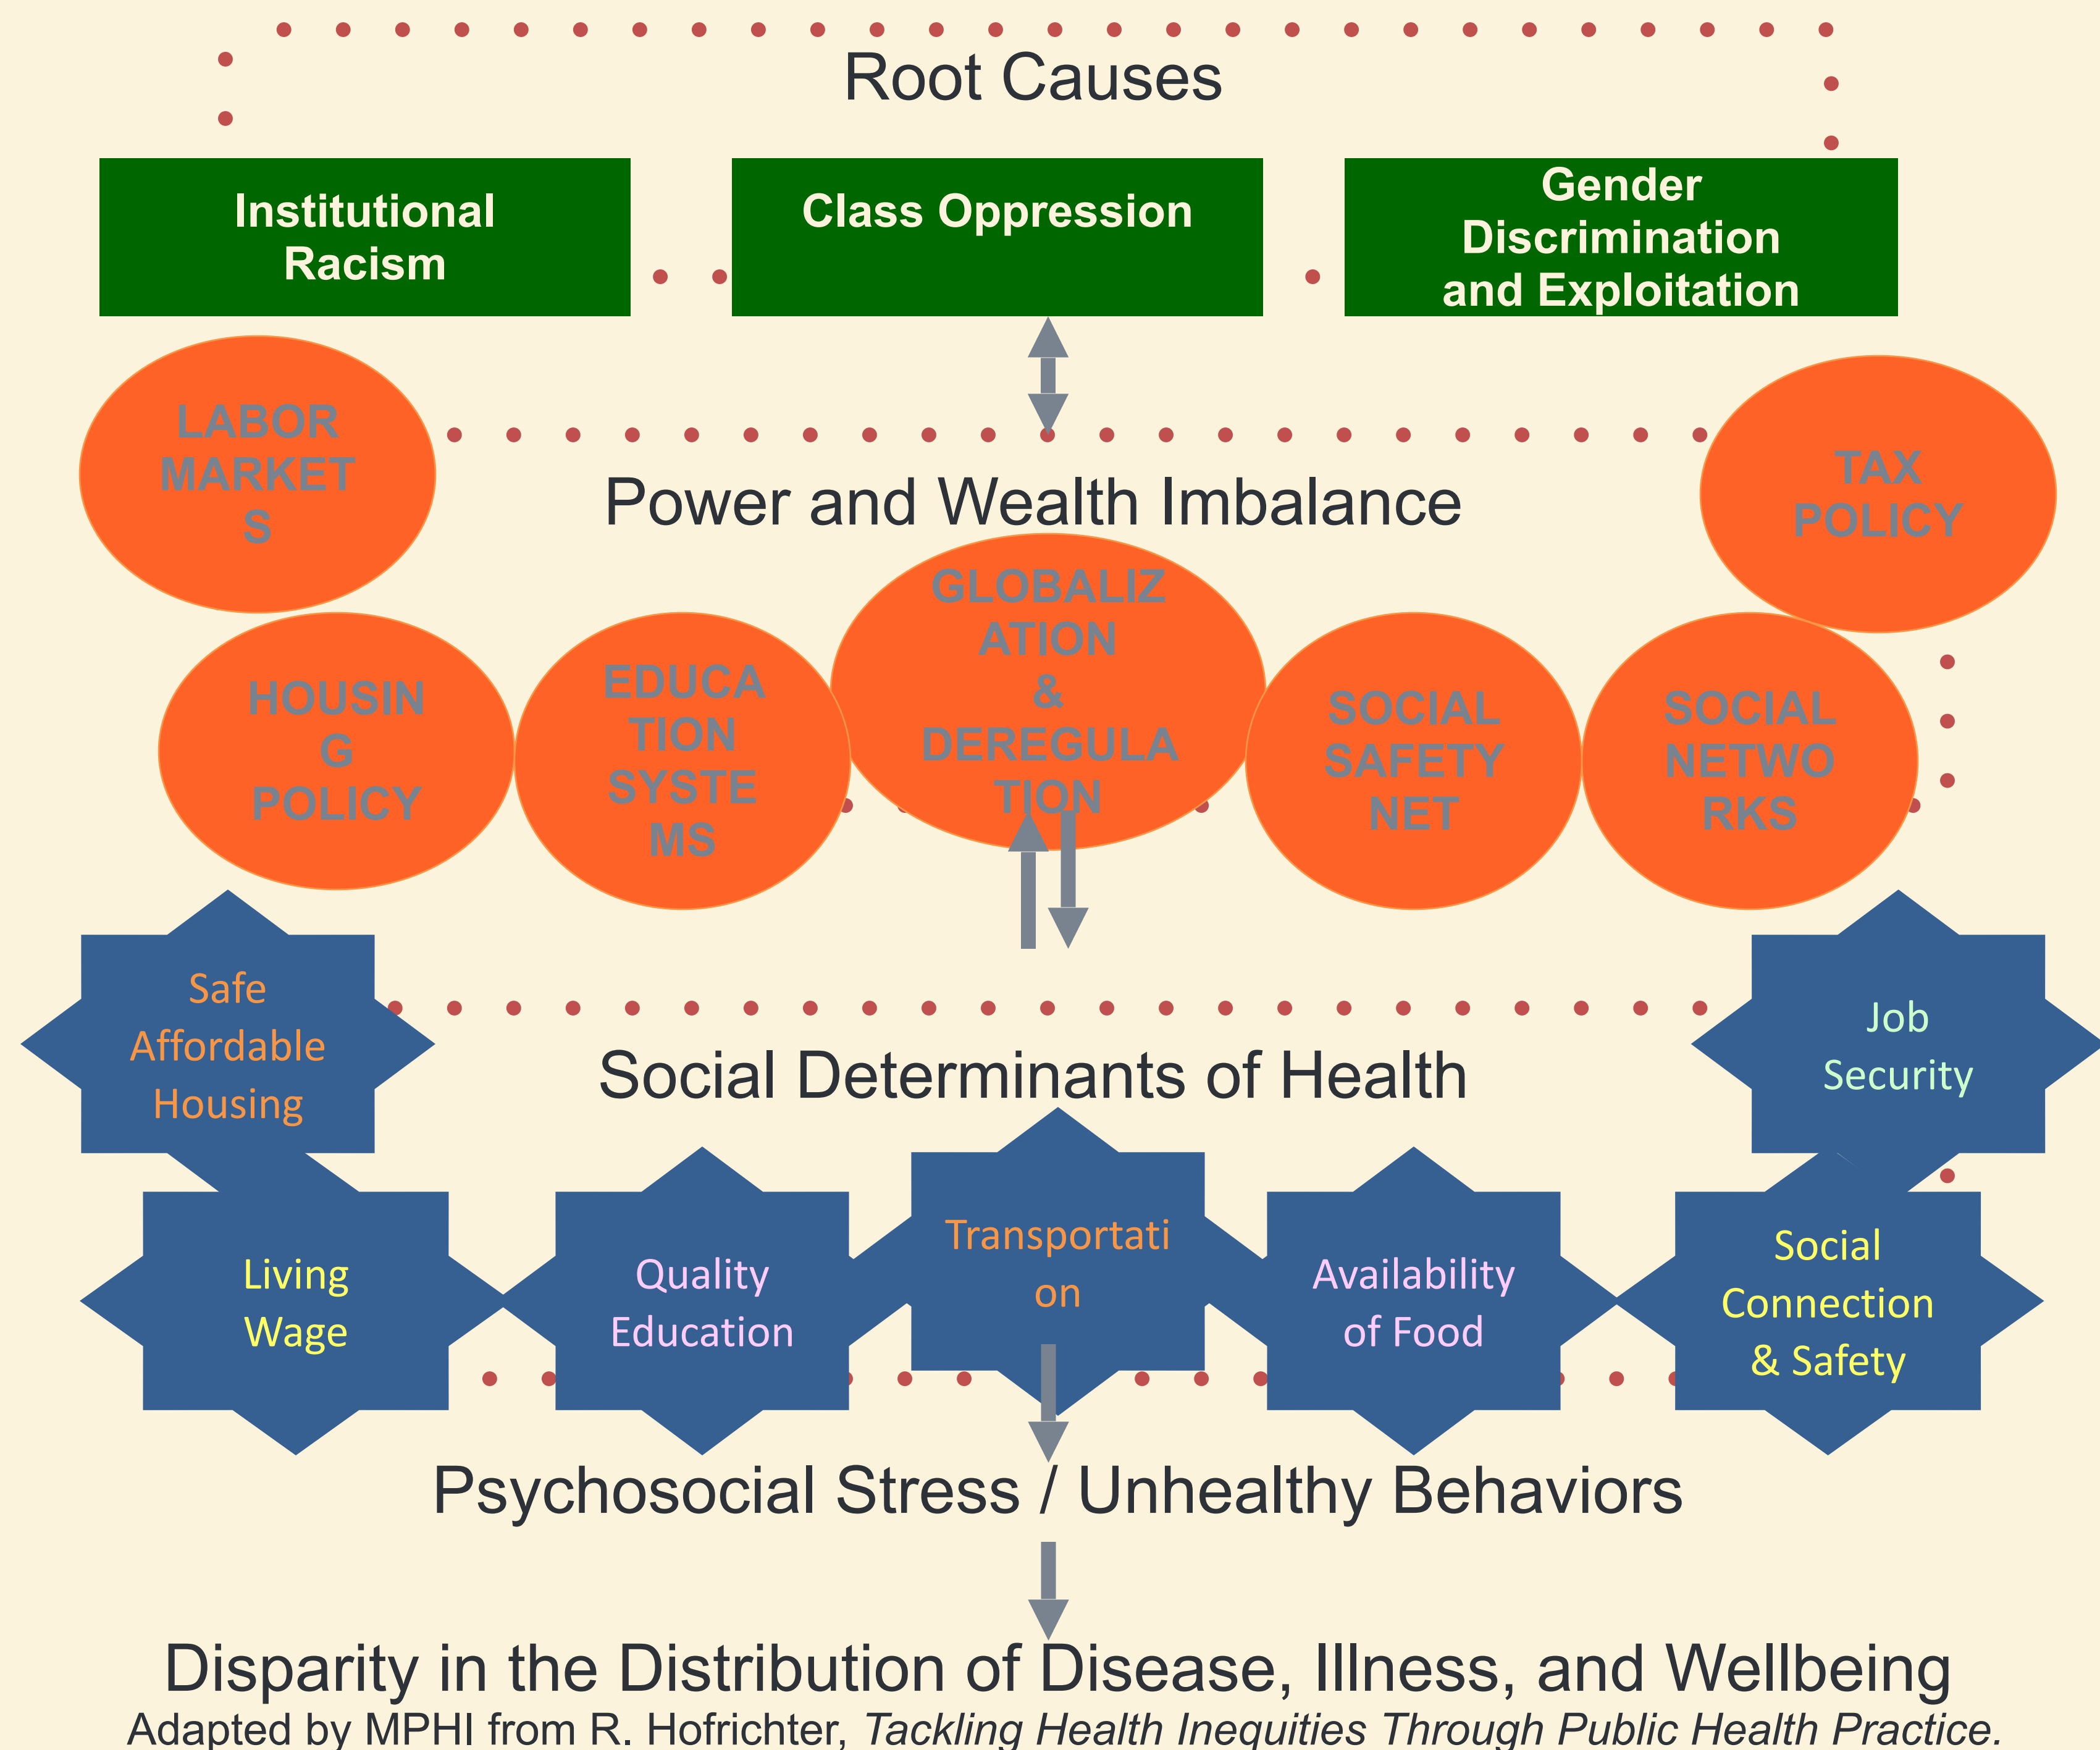 Root Causes
Institutional
Racism
Class Oppression
Gender
Discrimination
and Exploitation
LABOR
MARKET
S
TAX
POLICY
Power and Wealth Imbalance
HOUSIN
G
POLICY
EDUCA
TION
SYSTE
MS
GLOBALIZ
ATION
&
DEREGULA
TION
SOCIAL
SAFETY
NET
SOCIAL
NETWO
RKS
Safe
Affordable
Housing
Job
Security
Social Determinants of Health
Living
Wage
Quality
Education
Transportati
on
Availability
of Food
Social
Connection
& Safety
Psychosocial Stress / Unhealthy Behaviors
Disparity in the Distribution of Disease, Illness, and Wellbeing
Adapted by MPHI from R. Hofrichter, Tackling Health Inequities Through Public Health Practice.